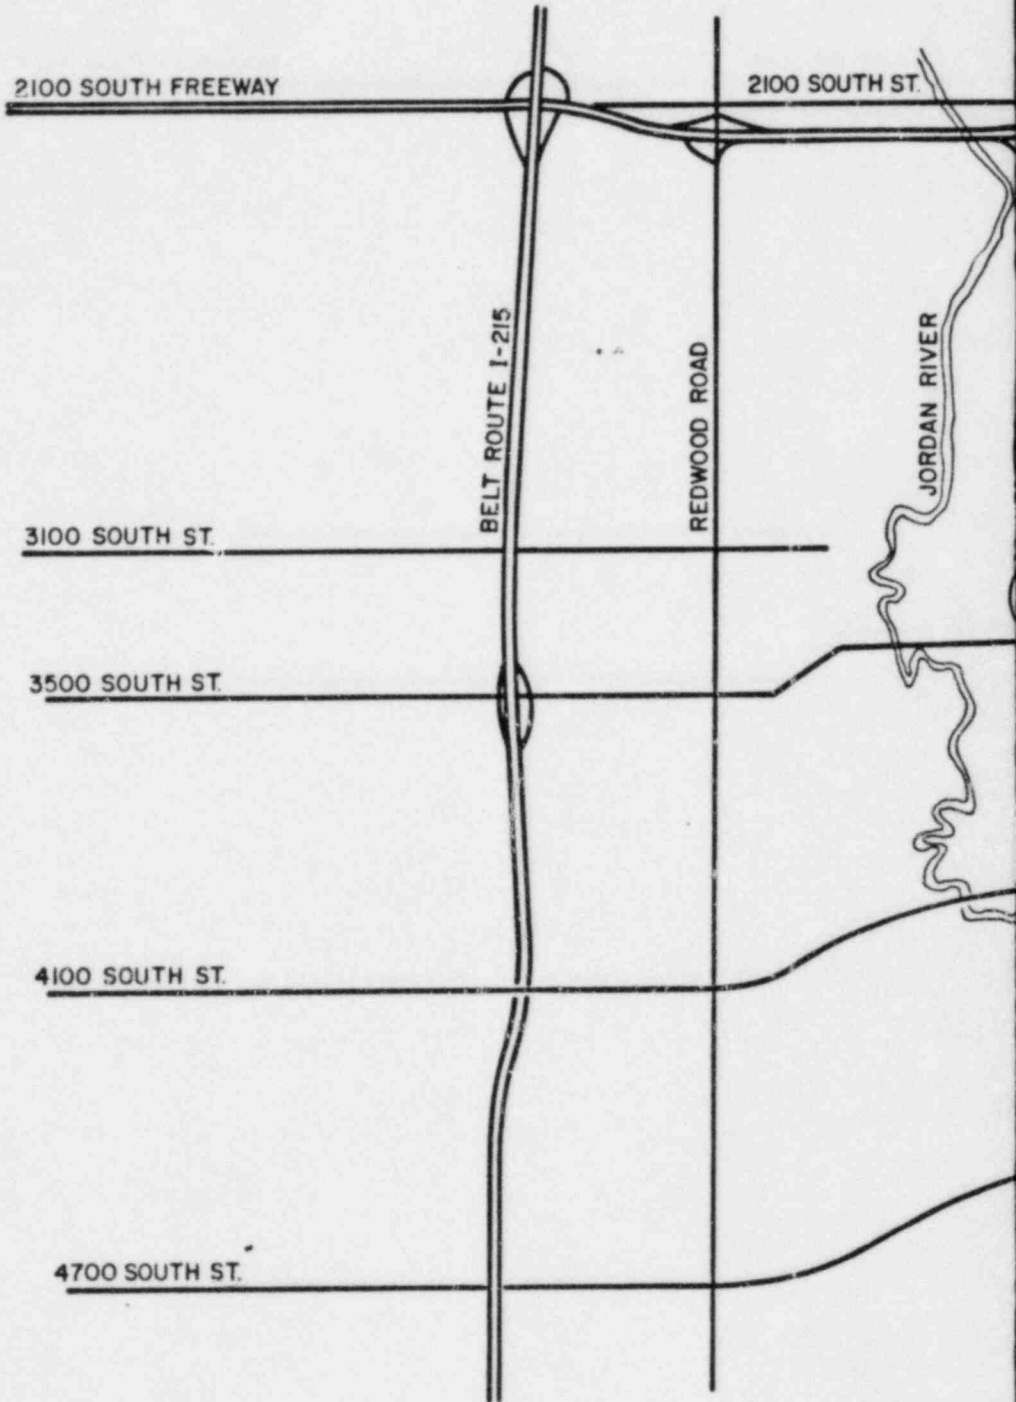 2100 SOUTH FREEWAY
2100 SOUTH ST.
BELT ROUTE I-215
REDWOOD ROAD
JORDAN RIVER
3100 SOUTH ST.
3500 SOUTH ST.
4100 SOUTH ST.
4700 SOUTH ST.